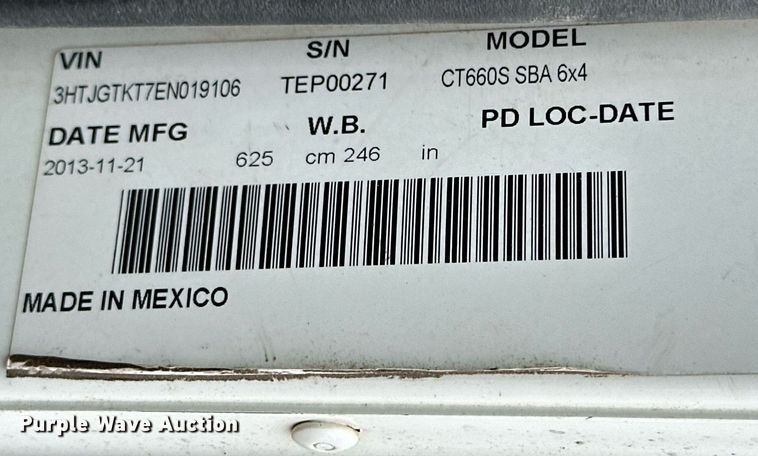 VIN S/N MODEL
3HTJGTKT7EN019106 TEP00271 CT660S SBA 6x4
DATE MFG W.B. PD LOC-DATE
2013-11-21 625 cm 246 in
MADE IN MEXICO
Purple Wave Auction